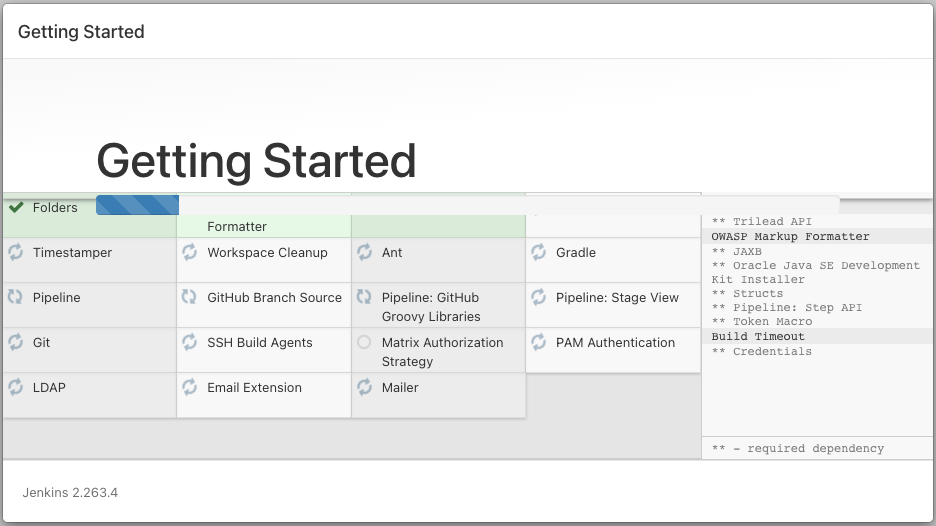 Getting Started
Getting Started
Folders
Formatter
Timestamper
Workspace Cleanup
Ant
Gradle
Pipeline
GitHub Branch Source
Pipeline: GitHub
Groovy Libraries
Pipeline: Stage View
Git
SSH Build Agents
Matrix Authorization
Strategy
PAM Authentication
LDAP
Email Extension
Mailer
** Trilead API
OWASP Markup Formatter
** JAXB
** Oracle Java SE Development
Kit Installer
** Structs
** Pipeline: Step API
** Token Macro
Build Timeout
** Credentials
** - required dependency
Jenkins 2.263.4